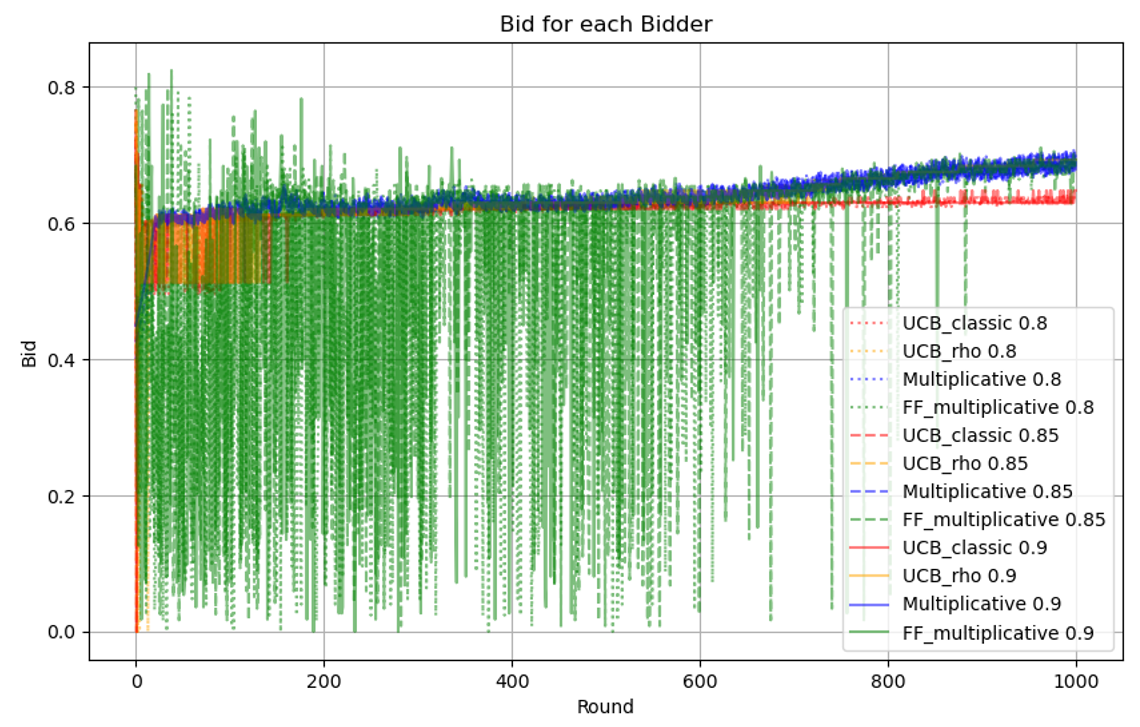 Bid for each Bidder
Bid
0.8
0.6
0.4
0.2
0.0
0
200
400
600
800
1000
Round
UCB_classic 0.8
UCB_rho 0.8
Multiplicative 0.8
FF_multiplicative 0.8
UCB_classic 0.85
UCB_rho 0.85
Multiplicative 0.85
FF_multiplicative 0.85
UCB_classic 0.9
UCB_rho 0.9
Multiplicative 0.9
FF_multiplicative 0.9